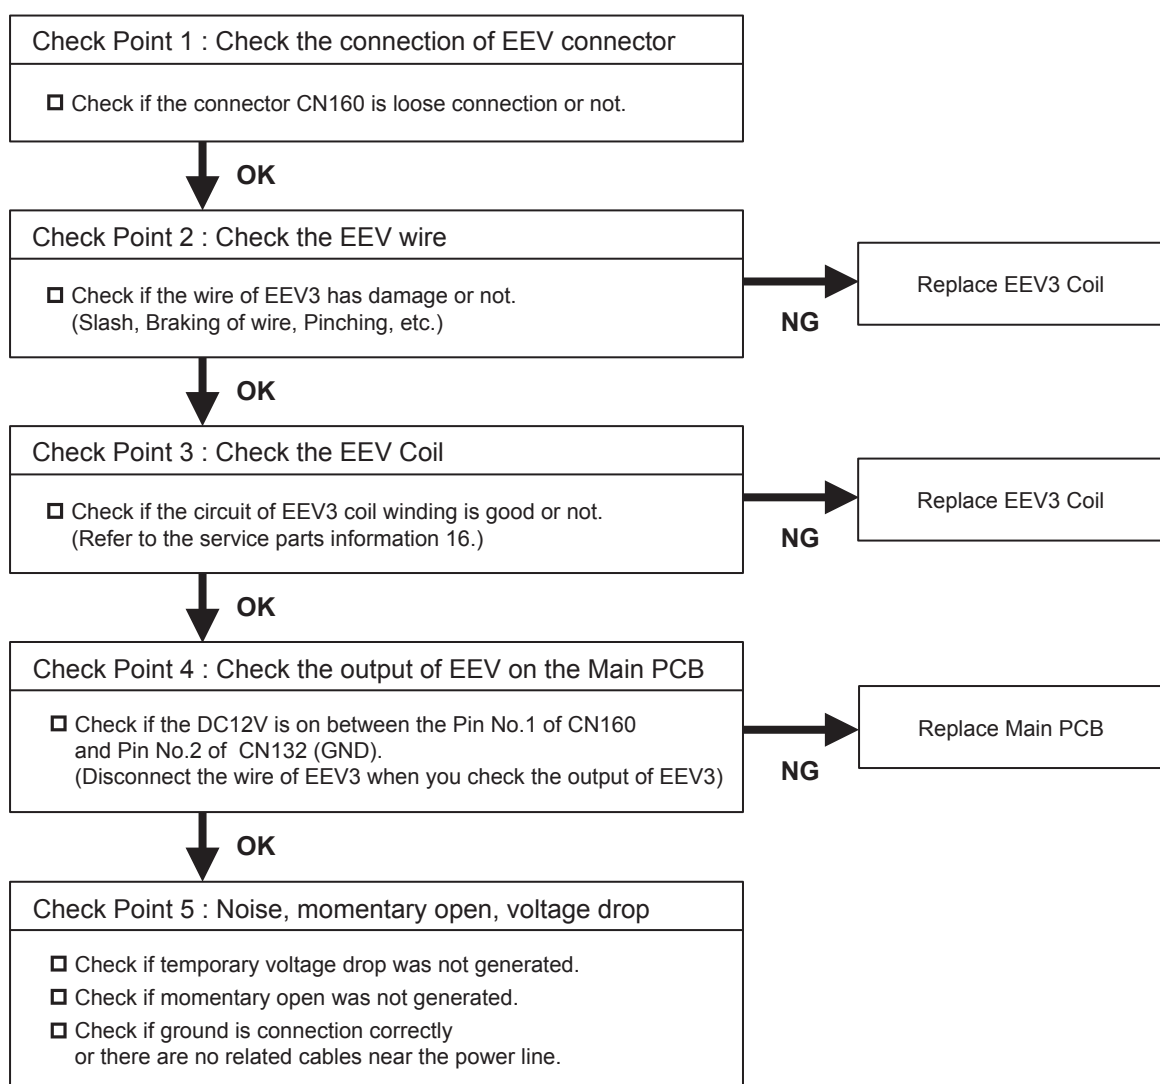 Check Point 1 : Check the connection of EEV connector
Check if the connector CN160 is loose connection or not.
OK
Check Point 2 : Check the EEV wire
Check if the wire of EEV3 has damage or not.
(Slash, Braking of wire, Pinching, etc.)
NG
Replace EEV3 Coil
OK
Check Point 3 : Check the EEV Coil
Check if the circuit of EEV3 coil winding is good or not.
(Refer to the service parts information 16.)
NG
Replace EEV3 Coil
OK
Check Point 4 : Check the output of EEV on the Main PCB
Check if the DC12V is on between the Pin No.1 of CN160
and Pin No.2 of CN132 (GND).
(Disconnect the wire of EEV3 when you check the output of EEV3)
NG
Replace Main PCB
OK
Check Point 5 : Noise, momentary open, voltage drop
Check if temporary voltage drop was not generated.
Check if momentary open was not generated.
Check if ground is connection correctly
or there are no related cables near the power line.